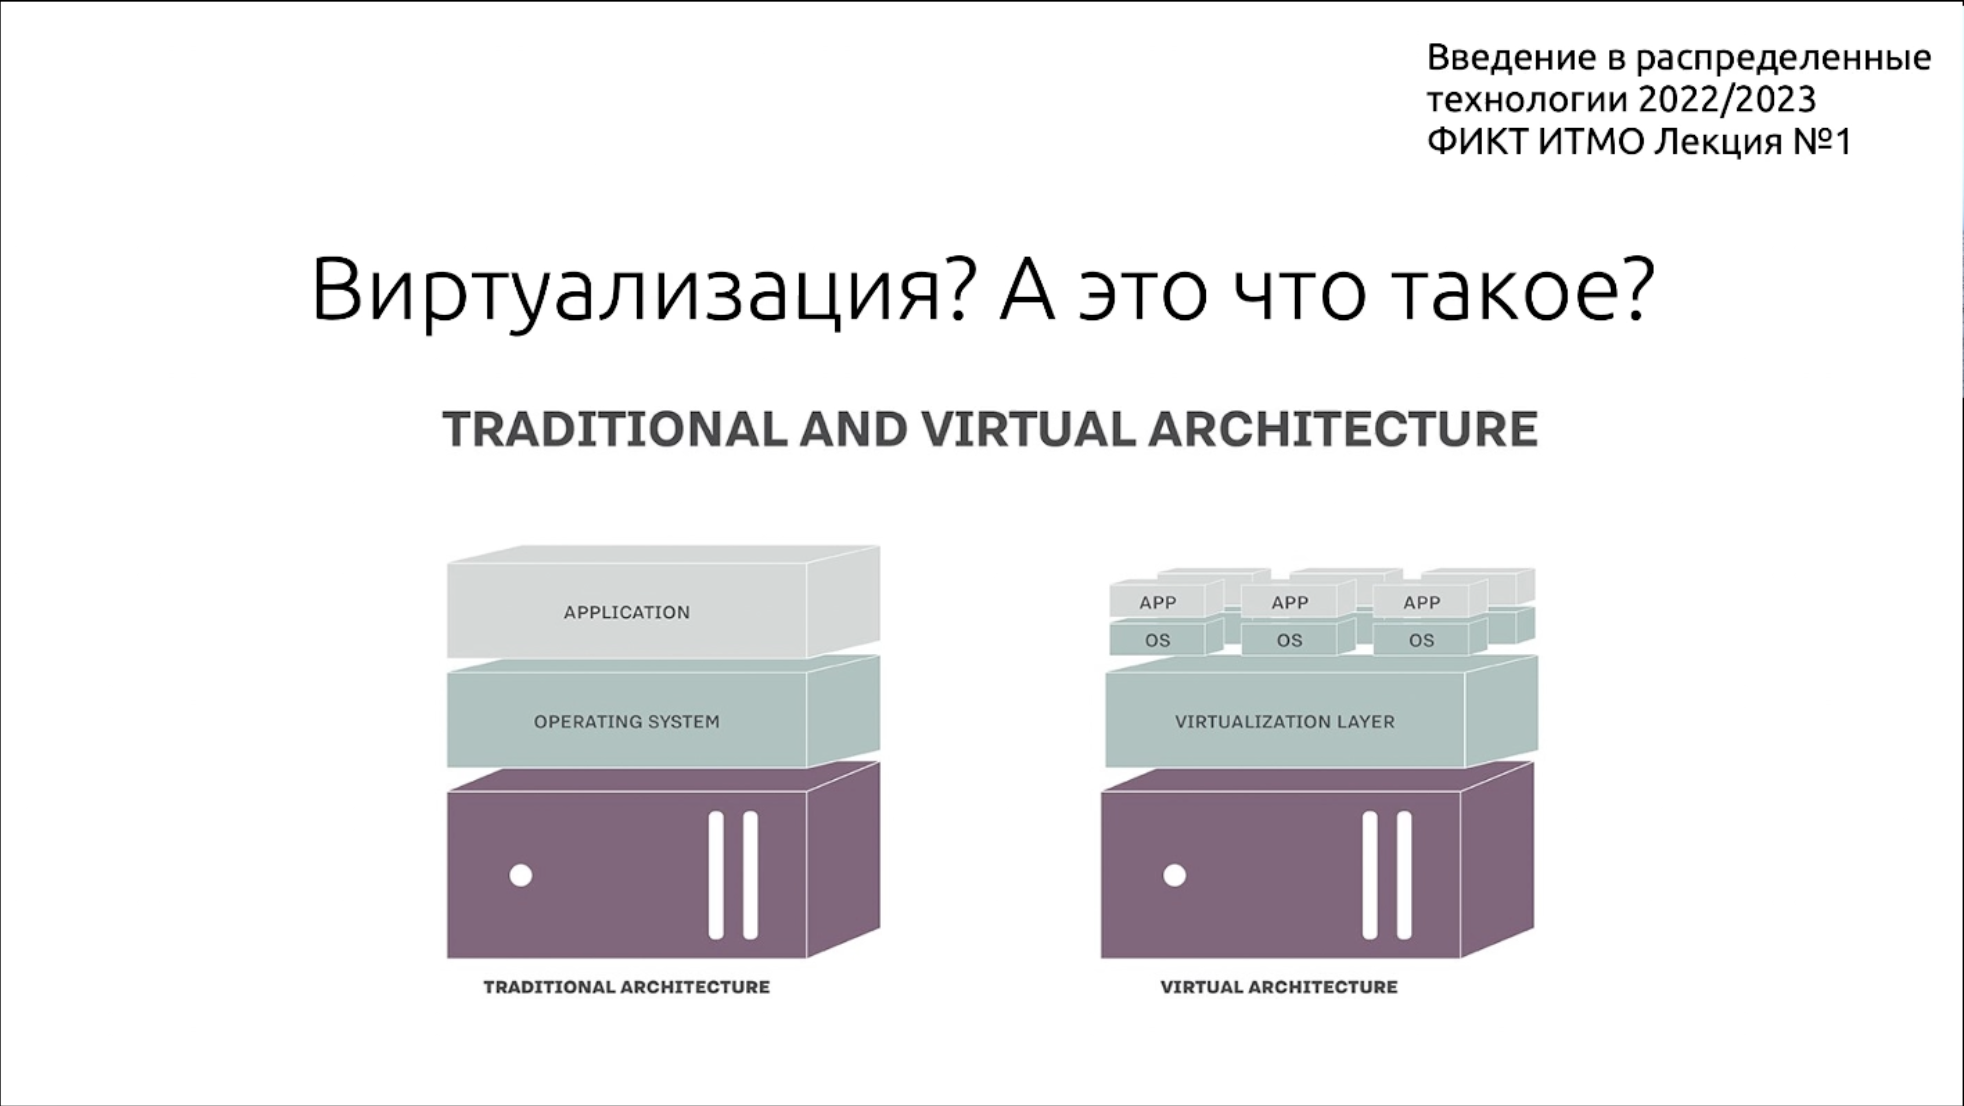 Введение в распределенные
технологии 2022/2023
ФИКТ ИТМО Лекция №1
Виртуализация? А это что такое?
TRADITIONAL AND VIRTUAL ARCHITECTURE
APPLICATION
OPERATING SYSTEM
TRADITIONAL ARCHITECTURE
APP APP APP
OS OS OS
VIRTUALIZATION LAYER
VIRTUAL ARCHITECTURE